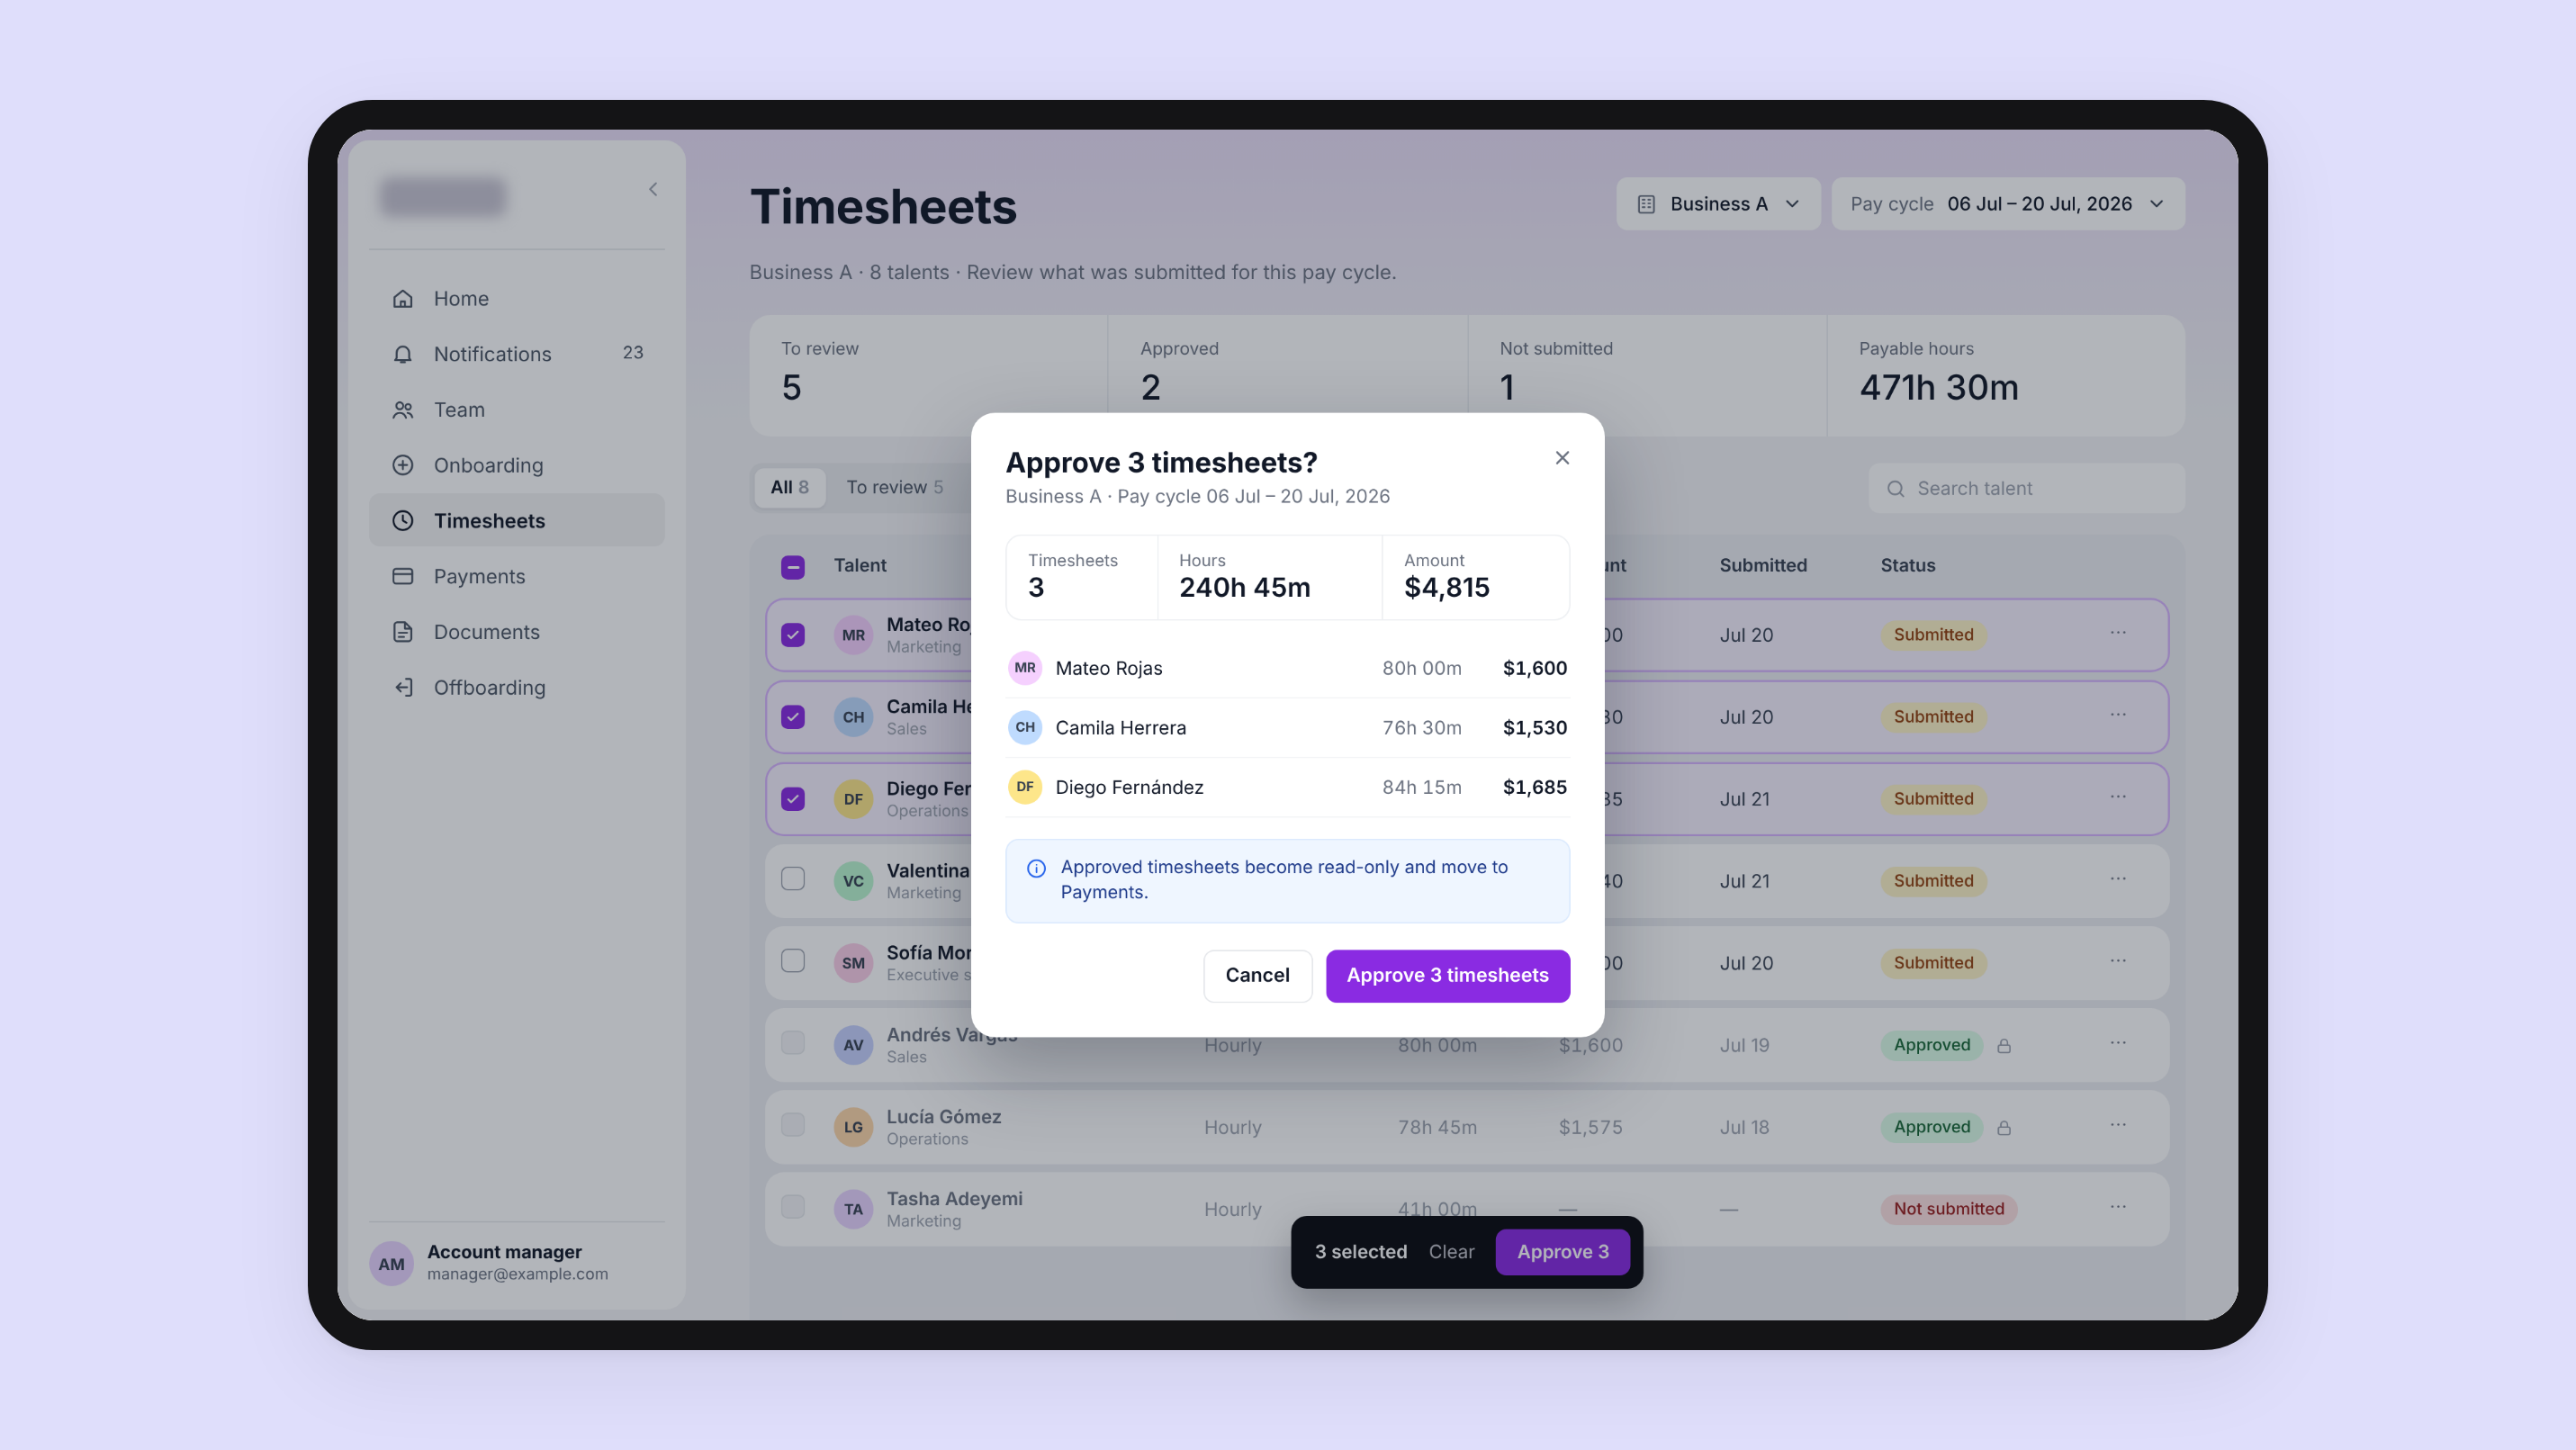 Timesheets
Business A
Pay cycle 06 Jul – 20 Jul, 2026
Business A · 8 talents · Review what was submitted for this pay cycle.
Home
Notifications 23
Team
Onboarding
Timesheets
Payments
Documents
Offboarding
AM
Account manager
manager@example.com
To review
5
Approved
2
Not submitted
1
Payable hours
471h 30m
All 8
To review 5
Search talent
Talent
Submitted
Status
MR
Mateo
Marketing
Jul 20
Submitted
CH
Camila
Sales
Jul 20
Submitted
DF
Diego
Operations
Jul 21
Submitted
VC
Valentina
Marketing
Jul 21
Submitted
SM
Sofía
Executive
Jul 20
Submitted
AV
Andrés Vargas
Sales
Hourly
80h 00m
$1,600
Jul 19
Approved
LG
Lucía Gómez
Operations
Hourly
78h 45m
$1,575
Jul 18
Approved
TA
Tasha Adeyemi
Marketing
Hourly
41h 00m
—
—
Not submitted
Approve 3 timesheets?
Business A · Pay cycle 06 Jul – 20 Jul, 2026
Timesheets
3
Hours
240h 45m
Amount
$4,815
MR Mateo Rojas 80h 00m $1,600
CH Camila Herrera 76h 30m $1,530
DF Diego Fernández 84h 15m $1,685
Approved timesheets become read-only and move to
Payments.
Cancel
Approve 3 timesheets
3 selected Clear Approve 3